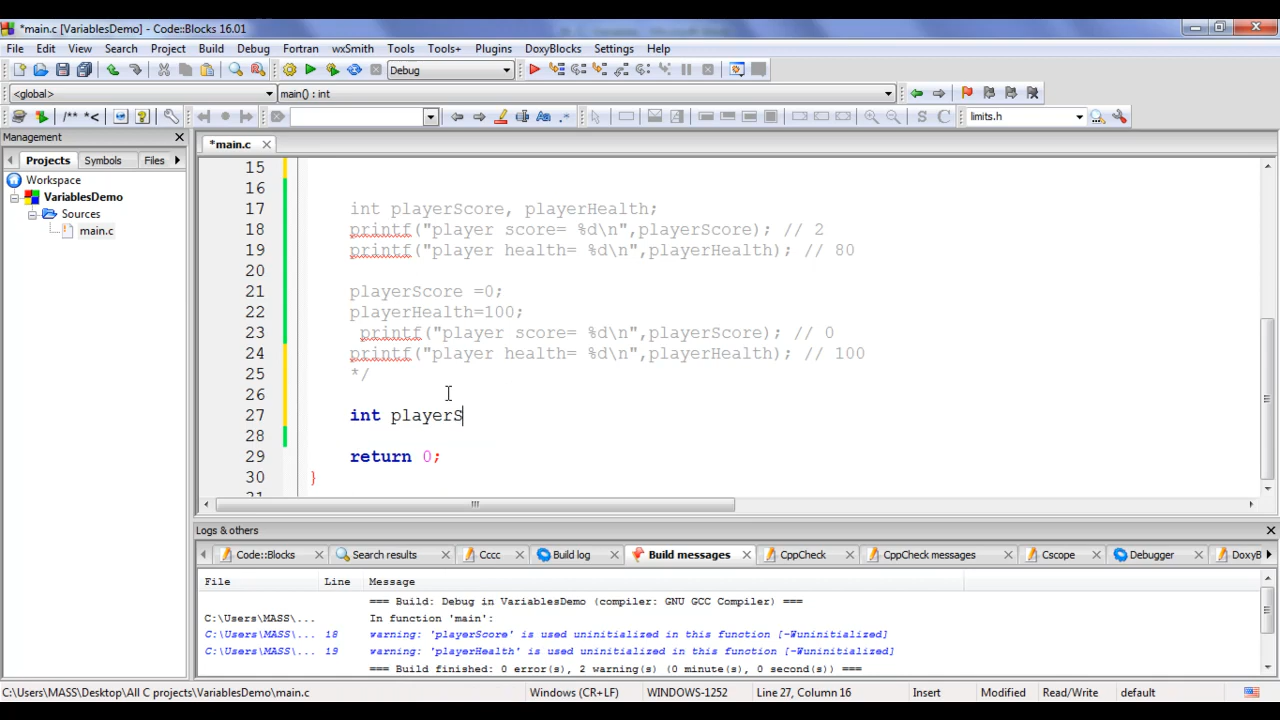 *main.c [VariablesDemo] - Code::Blocks 16.01
File Edit View Search Project Build Debug Fortran wxSmith Tools Tools+ Plugins DoxyBlocks Settings Help
Debug
<global> main() : int
/** *< limits.h
Management
*main.c
Projects Symbols Files
Workspace
VariablesDemo
Sources
main.c
15
16
17 int playerScore, playerHealth;
18 printf("player score= %d\n",playerScore); // 2
19 printf("player health= %d\n",playerHealth); // 80
20
21 playerScore =0;
22 playerHealth=100;
23 printf("player score= %d\n",playerScore); // 0
24 printf("player health= %d\n",playerHealth); // 100
25 */
26
27 int playerS
28
29 return 0;
30 }
31
Logs & others
Code::Blocks Search results Cccc Build log Build messages CppCheck CppCheck messages Cscope Debugger DoxyB
File Line Message
=== Build: Debug in VariablesDemo (compiler: GNU GCC Compiler) ===
C:\Users\MASS\... In function 'main':
C:\Users\MASS\... 18 warning: 'playerScore' is used uninitialized in this function [-Wuninitialized]
C:\Users\MASS\... 19 warning: 'playerHealth' is used uninitialized in this function [-Wuninitialized]
=== Build finished: 0 error(s), 2 warning(s) (0 minute(s), 0 second(s)) ===
C:\Users\MASS\Desktop\All C projects\VariablesDemo\main.c Windows (CR+LF) WINDOWS-1252 Line 27, Column 16 Insert Modified Read/Write default